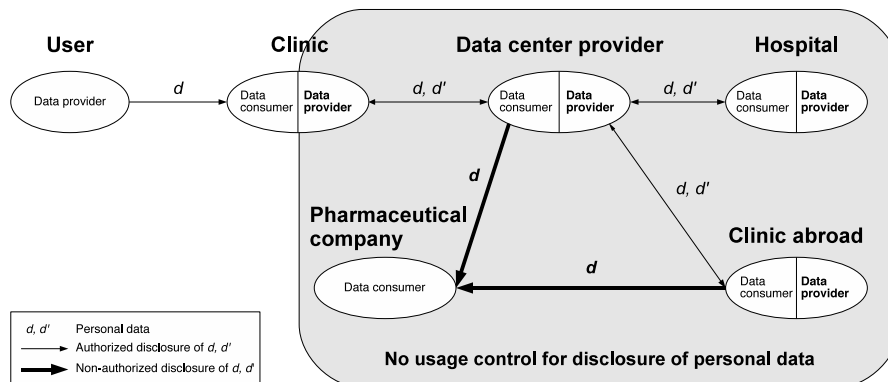 User
Clinic
Data center provider
Hospital
Data provider
d
Data consumer
Data provider
d, d'
Data consumer
Data provider
d, d'
Data consumer
Data provider
d
d, d'
Pharmaceutical company
Clinic abroad
Data consumer
d
Data consumer
Data provider
d, d' Personal data
Authorized disclosure of d, d'
Non-authorized disclosure of d, d'
No usage control for disclosure of personal data